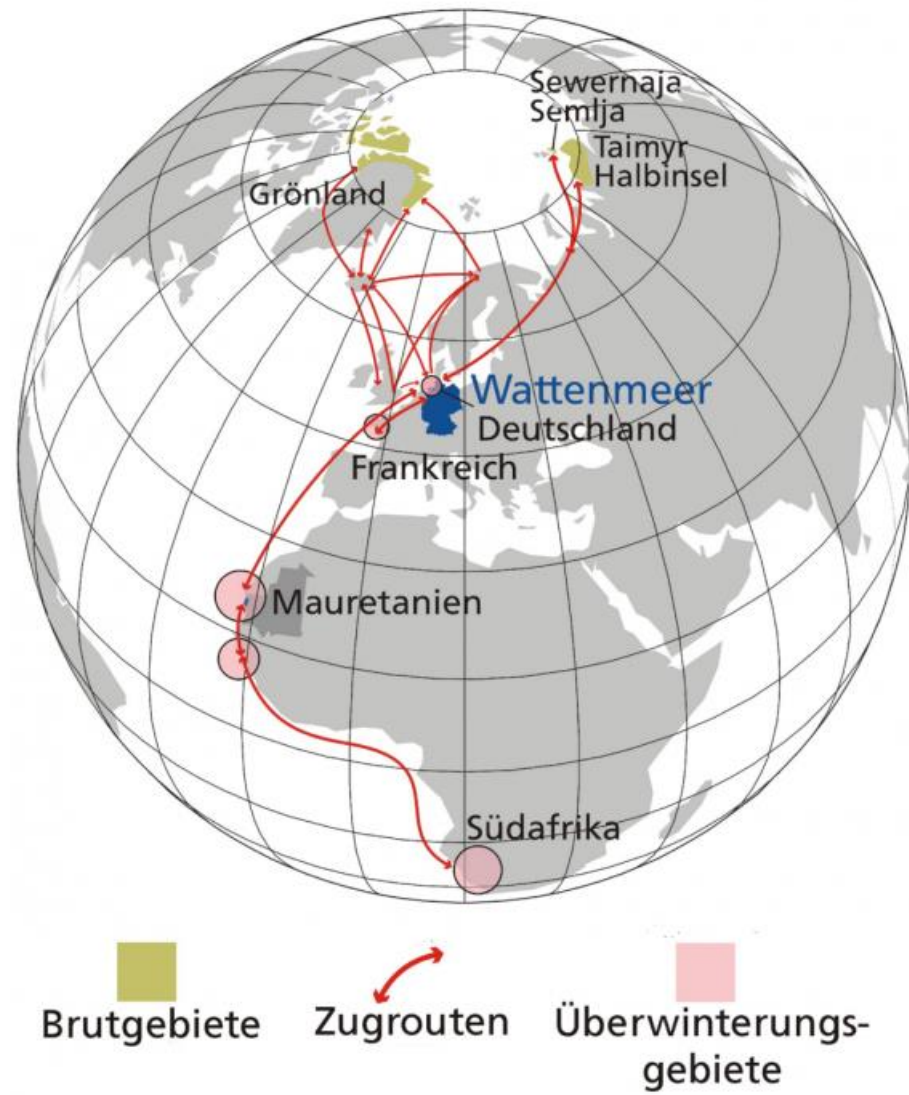 Sewernaja
Semlja
Taimyr
Halbinsel
Grönland
Wattenmeer
Deutschland
Frankreich
Mauretanien
Südafrika
Brutgebiete
Zugrouten
Überwinterungs-
gebiete